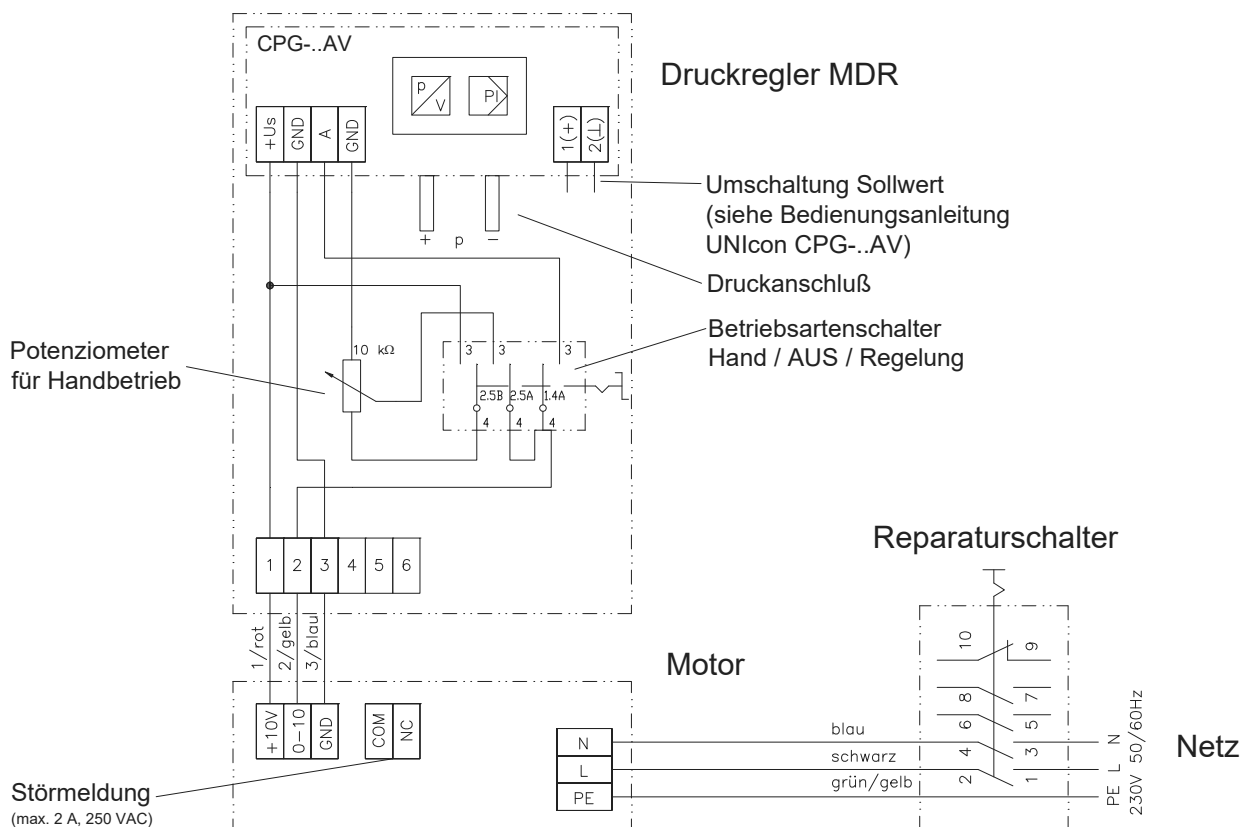 CPG-..AV
Druckregler MDR
p
V
PI
+Us
GND
A
GND
1(+)
2(⊥)
Umschaltung Sollwert
(siehe Bedienungsanleitung
UNIcon CPG-..AV)
+ p −
Druckanschluß
Betriebsartenschalter
Hand / AUS / Regelung
Potenziometer
für Handbetrieb
10 kΩ
3 3 3
2.5B 2.5A 1.4A
4 4 4
1 2 3 4 5 6
Reparaturschalter
1/rot
2/gelb
3/blau
Motor
10 9
8 7
6 5
4 3
2 1
+10V
0-10
GND
COM
NC
N
L
PE
blau
schwarz
grün/gelb
PE L N
230V 50/60Hz
Netz
Störmeldung
(max. 2 A, 250 VAC)